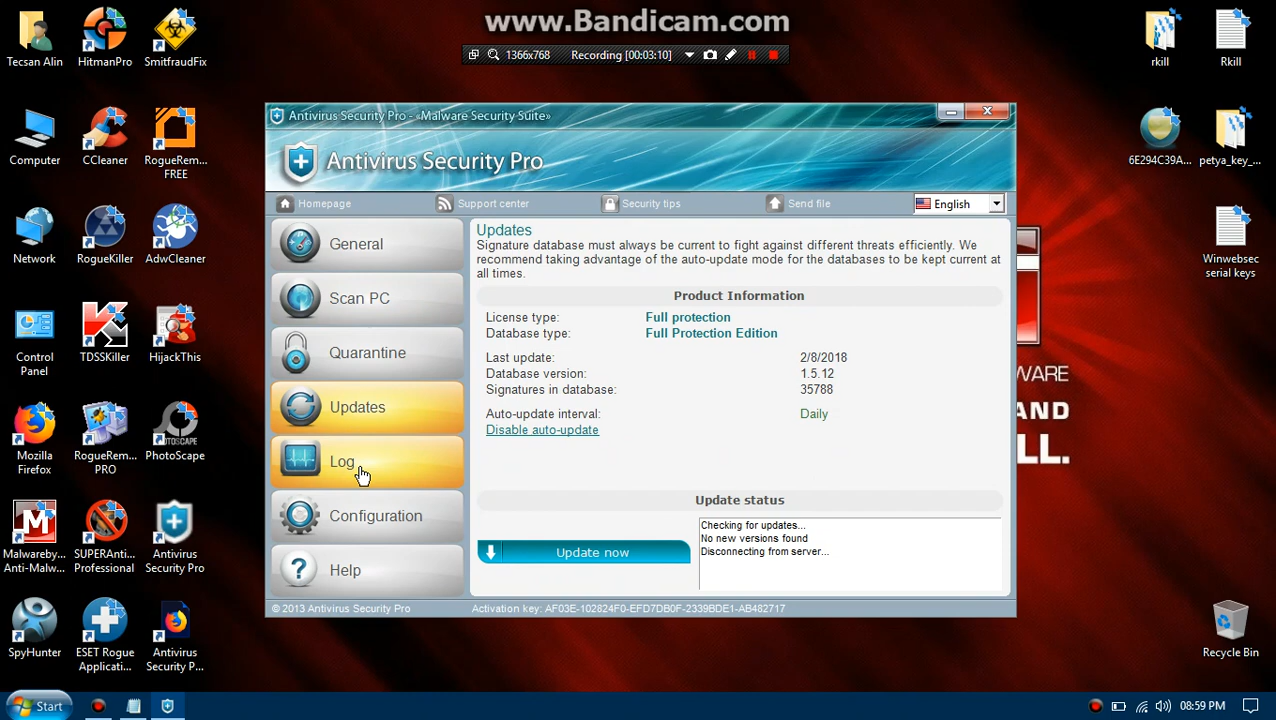 www.Bandicam.com
1366x768 Recording [00:03:10]
Tecsan Alin
HitmanPro
SmitfraudFix
rkill
Rkill
Computer
CCleaner
RogueRem...
FREE
6E294C39A...
petya_key_...
Network
RogueKiller
AdwCleaner
Winwebsec
serial keys
Control
Panel
TDSSKiller
HijackThis
Mozilla
Firefox
RogueRem...
PRO
PhotoScape
Malwareby...
Anti-Malw...
SUPERAnti...
Professional
Antivirus
Security Pro
SpyHunter
ESET Rogue
Applicati...
Antivirus
Security P...
Recycle Bin
WARE
AND
LL.
Antivirus Security Pro - «Malware Security Suite»
Antivirus Security Pro
Homepage
Support center
Security tips
Send file
English
General
Scan PC
Quarantine
Updates
Log
Configuration
Help
Updates
Signature database must always be current to fight against different threats efficiently. We
recommend taking advantage of the auto-update mode for the databases to be kept current at
all times.
Product Information
License type: Full protection
Database type: Full Protection Edition
Last update: 2/8/2018
Database version: 1.5.12
Signatures in database: 35788
Auto-update interval: Daily
Disable auto-update
Update status
Update now
Checking for updates...
No new versions found
Disconnecting from server...
© 2013 Antivirus Security Pro
Activation key: AF03E-102824F0-EFD7DB0F-2339BDE1-AB482717
Start
08:59 PM